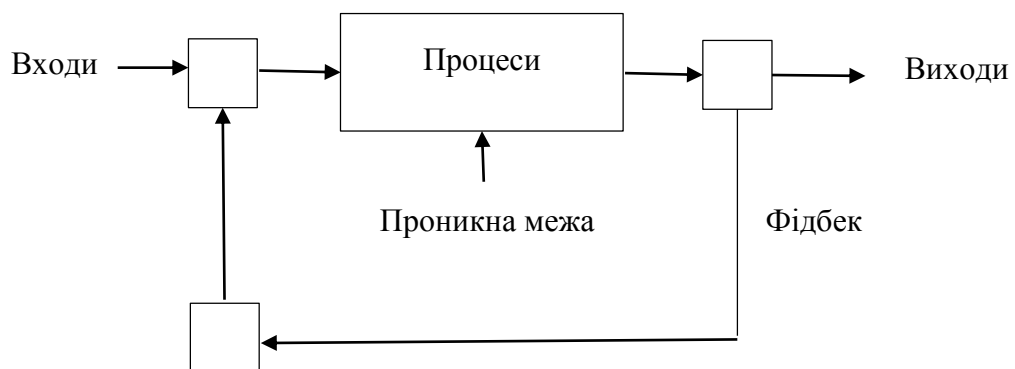 Входи
Процеси
Виходи
Проникна межа
Фідбек